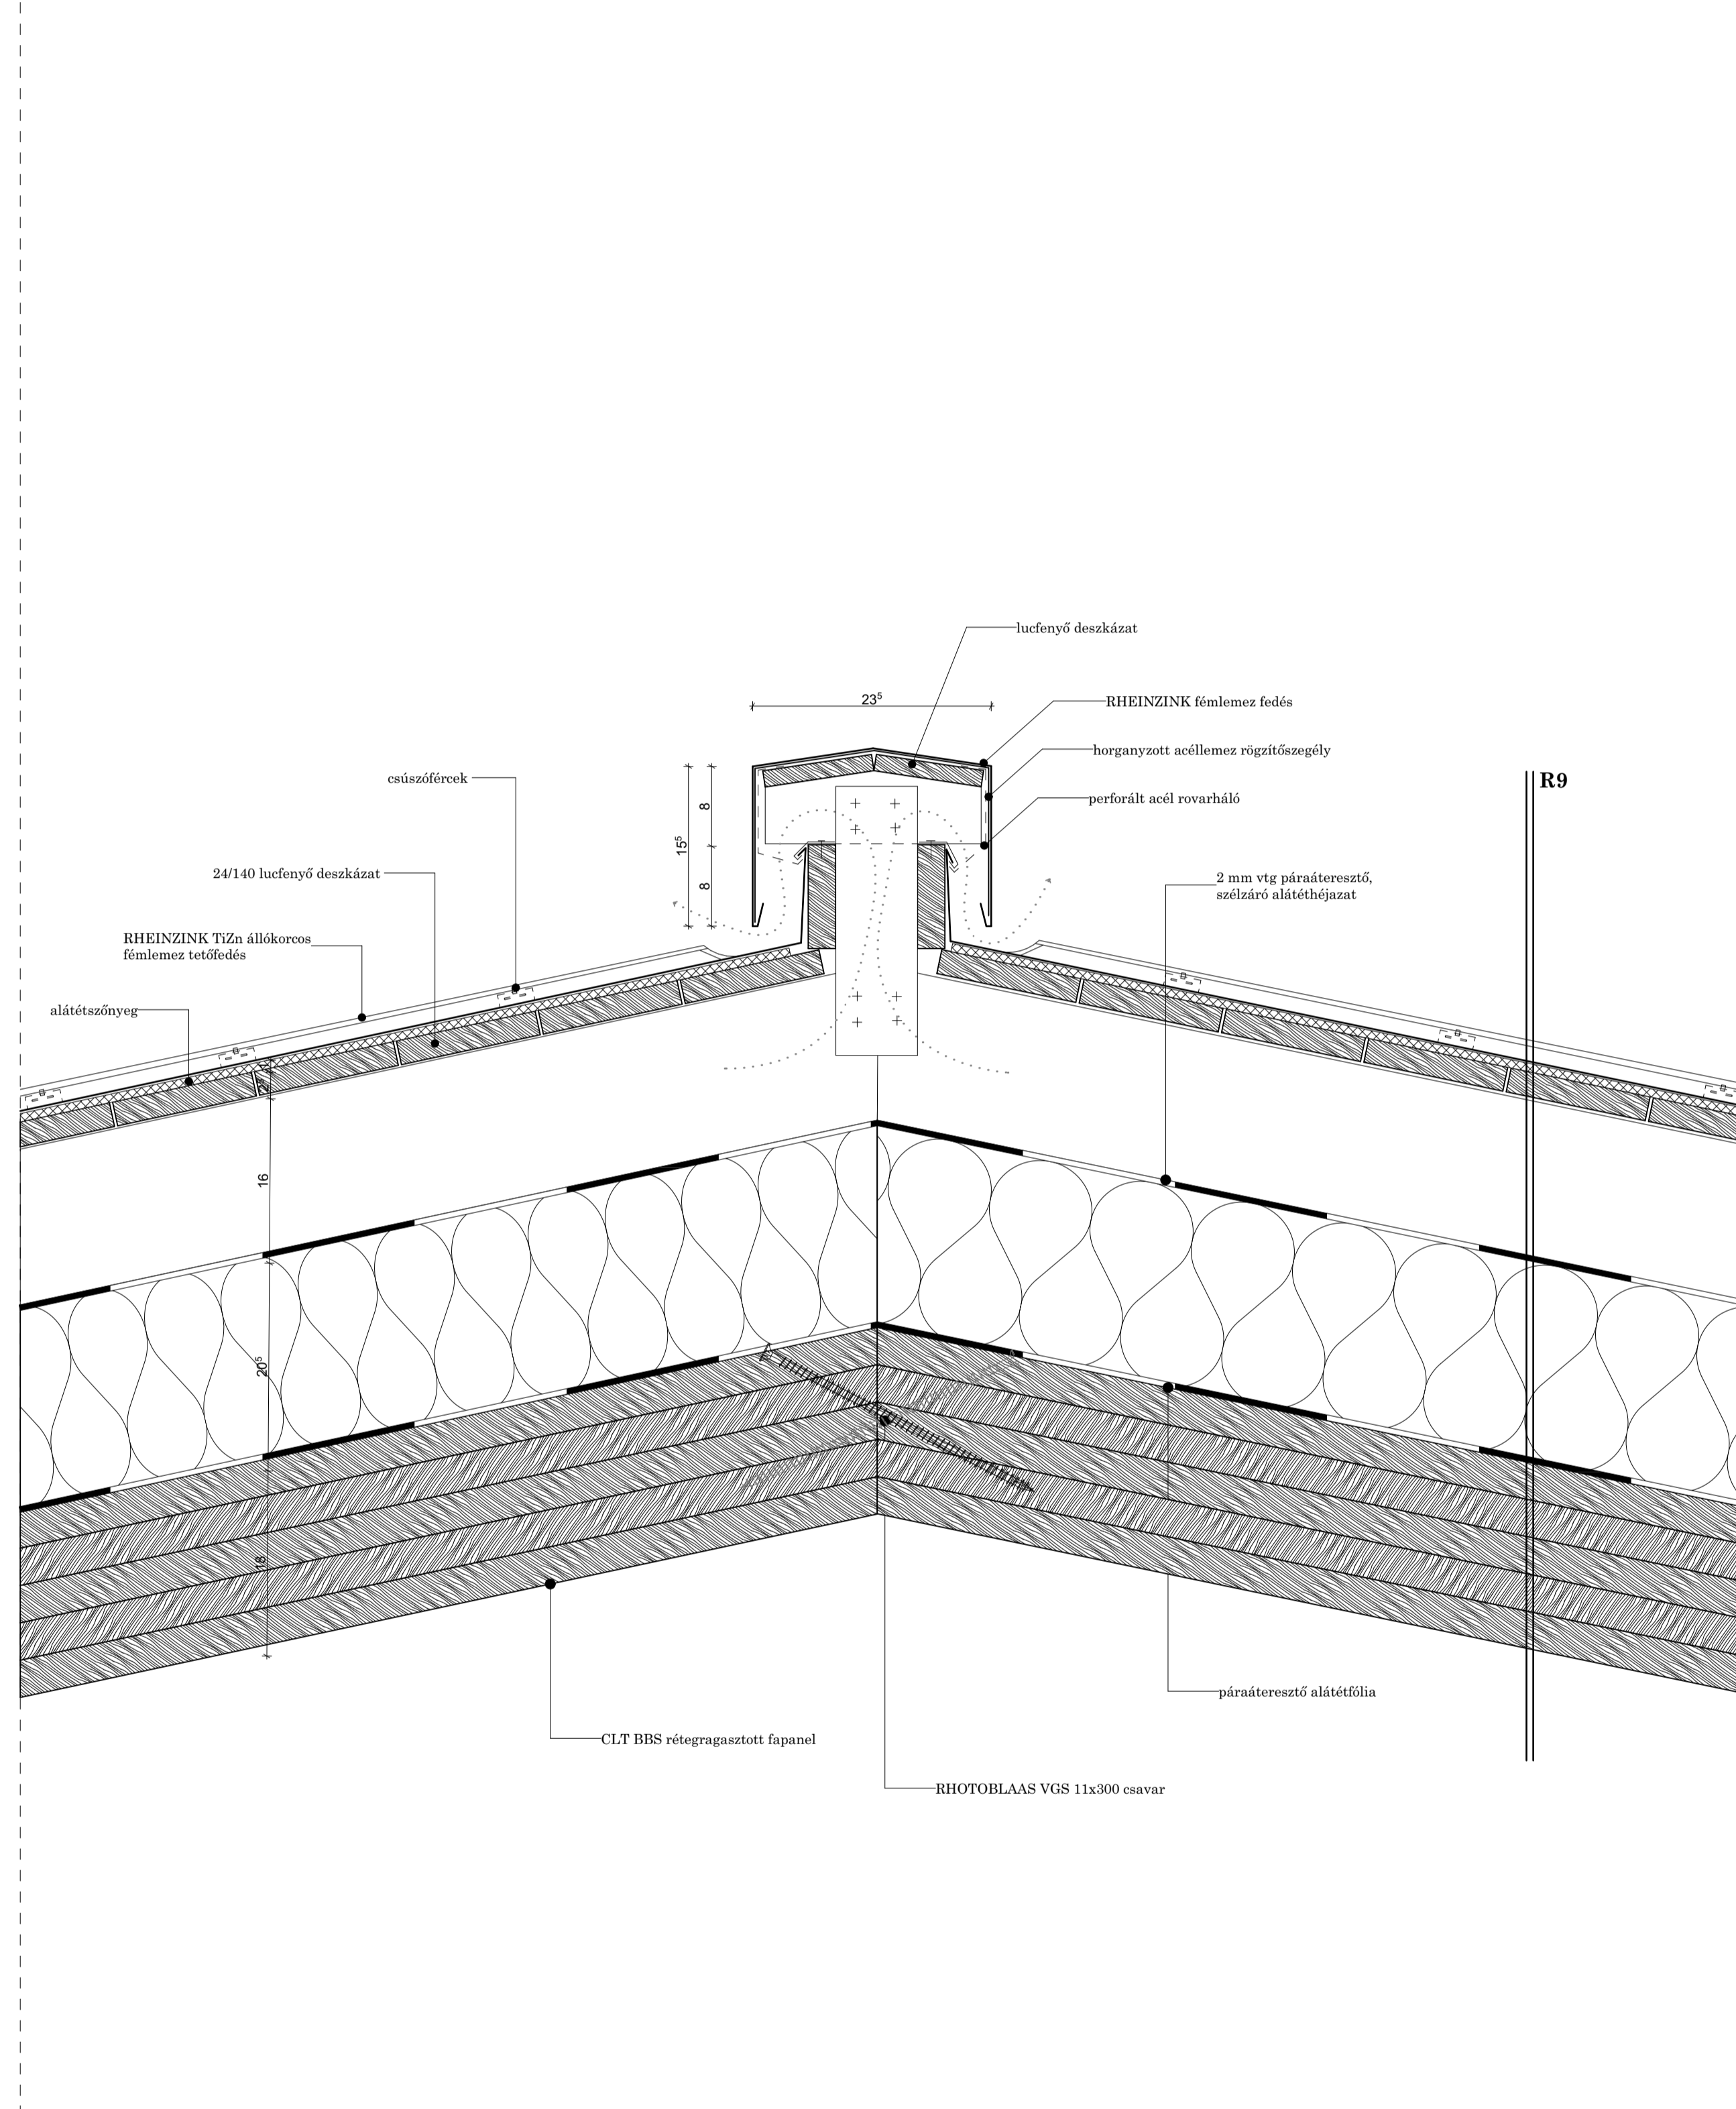 lucfenyő deszkázat
23⁵
RHEINZINK fémlemez fedés
horganyzott acéllemez rögzítőszegély
csúszófércek
R9
perforált acél rovarháló
8
15⁵
24/140 lucfenyő deszkázat
8
2 mm vtg páraáteresztő,
szélzáró alátéthéjazat
RHEINZINK TiZn állókorcos
fémlemez tetőfedés
alátétszőnyeg
16
20⁵
18
páraáteresztő alátétfólia
CLT BBS rétegragasztott fapanel
RHOTOBLAAS VGS 11x300 csavar